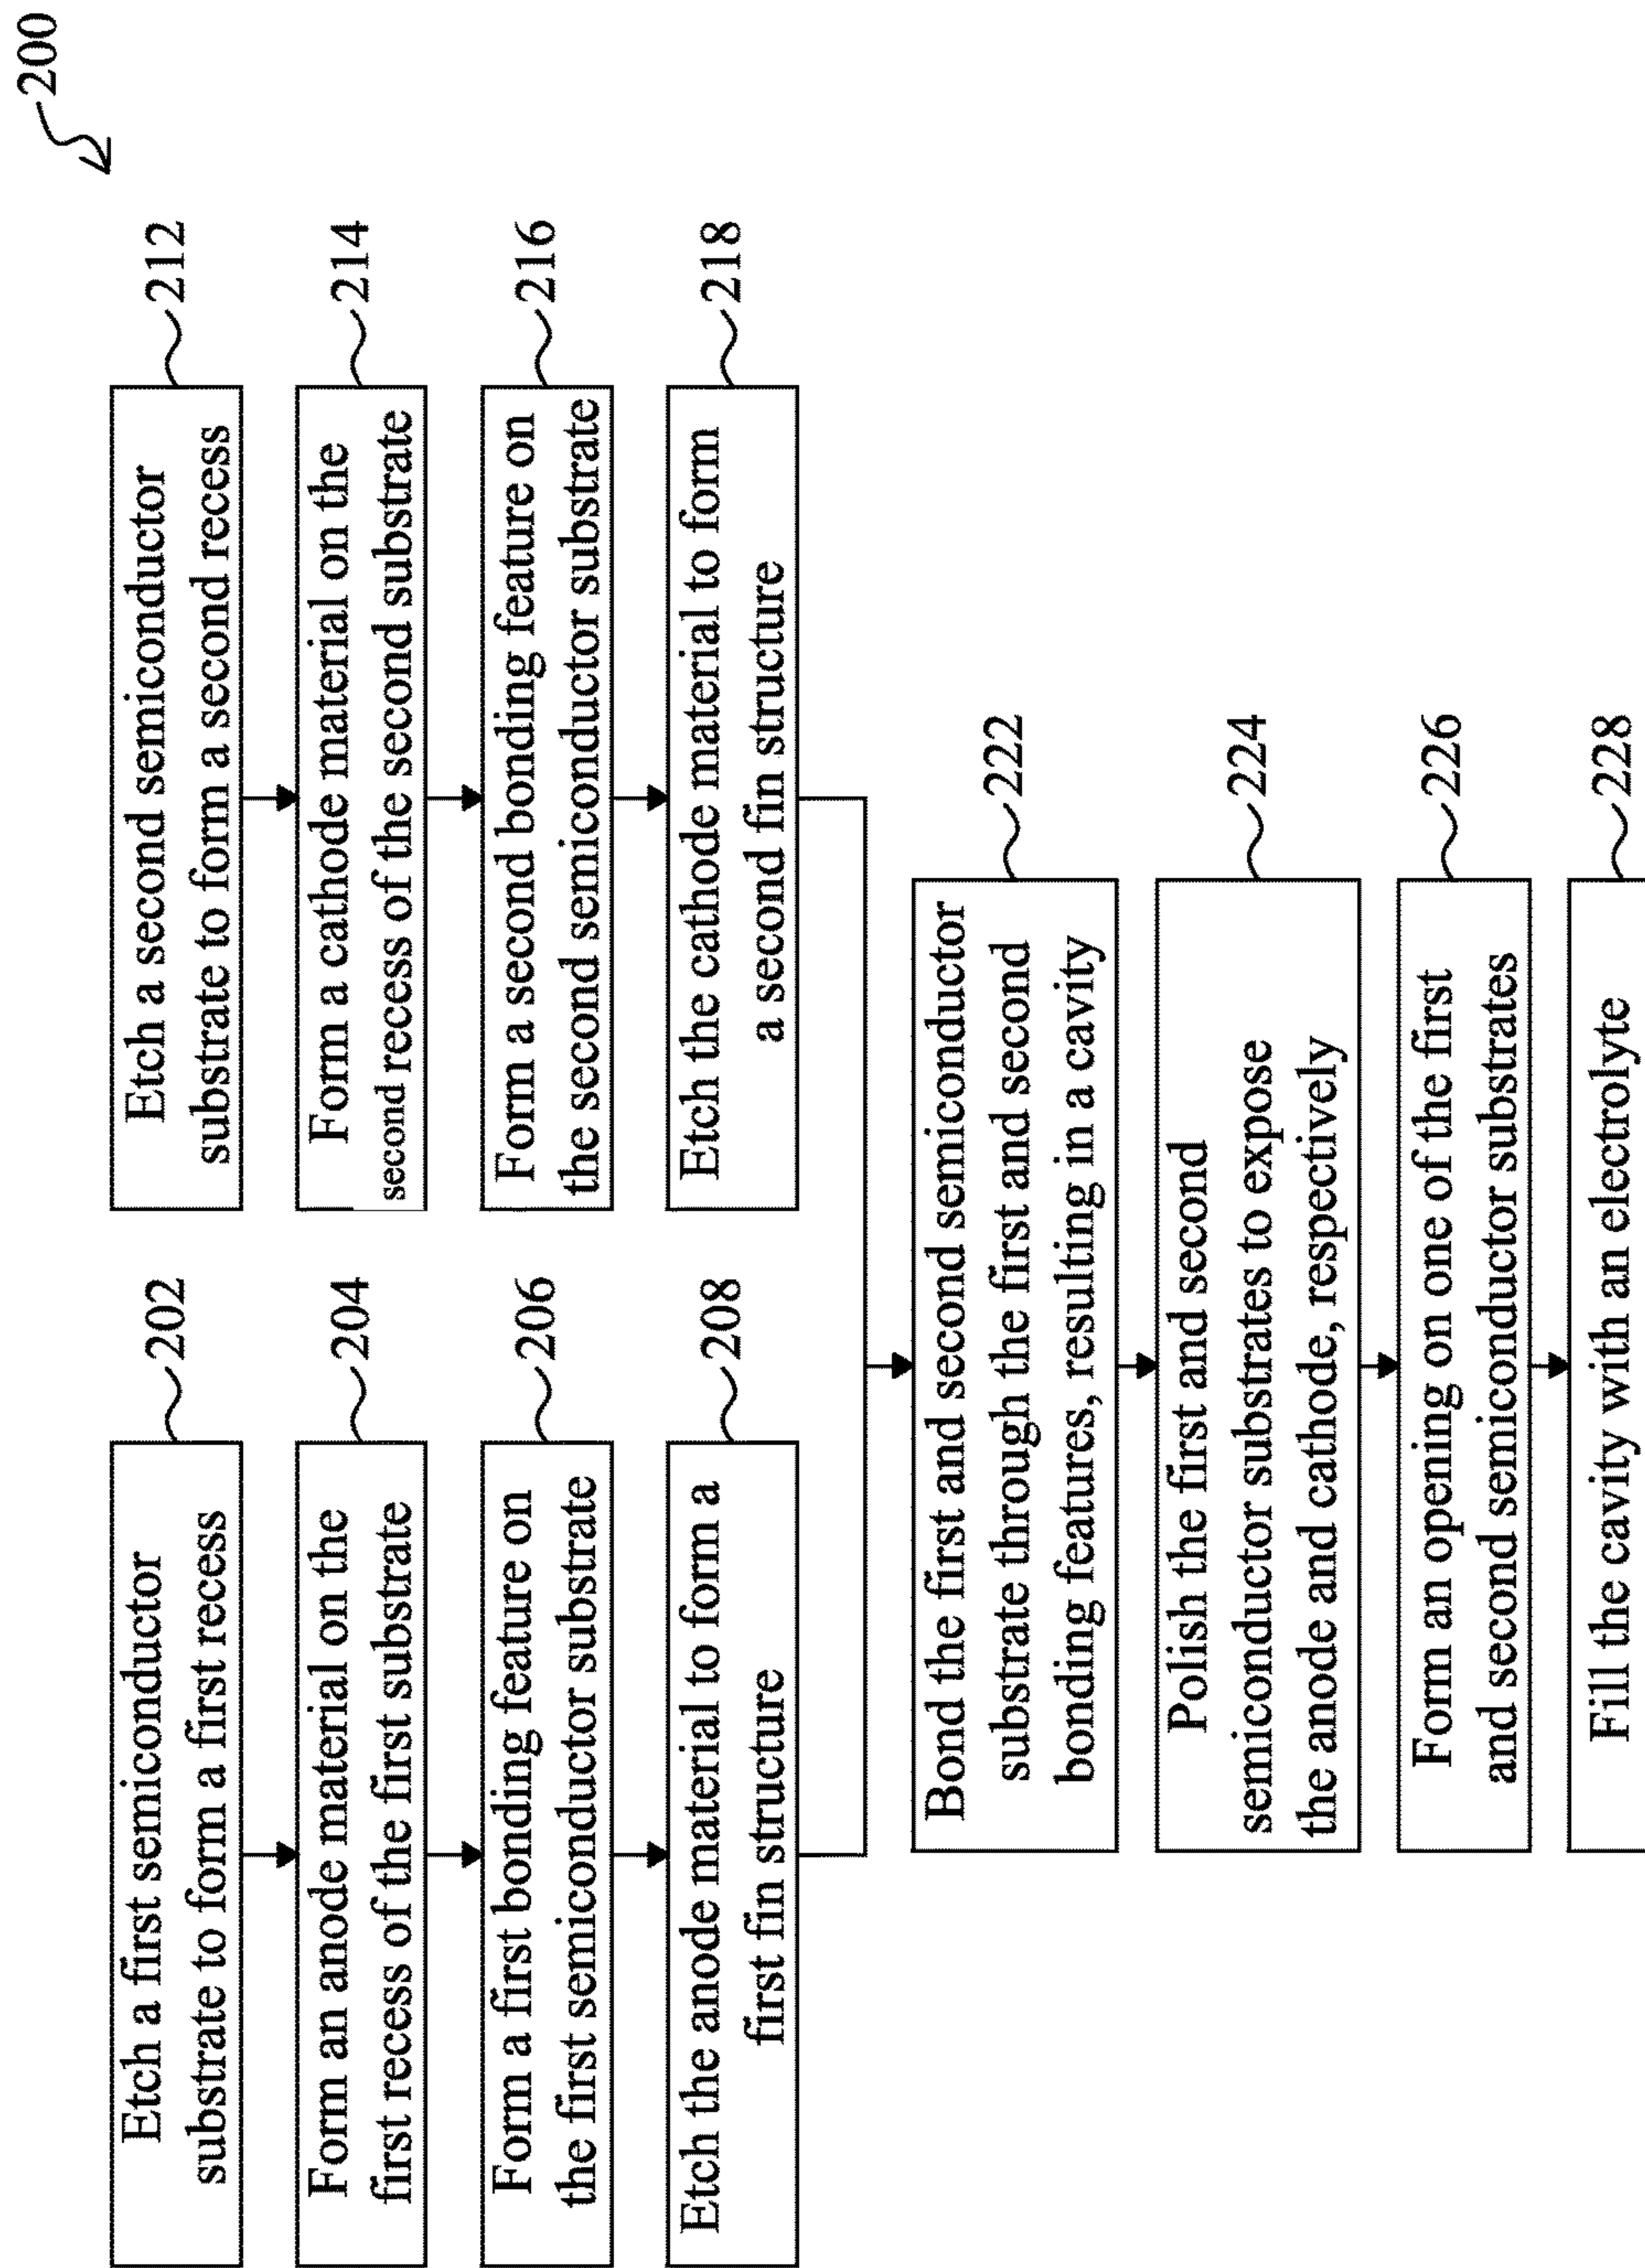 200
Etch a first semiconductor
substrate to form a first recess
202
Form an anode material on the
first recess of the first substrate
204
Form a first bonding feature on
the first semiconductor substrate
206
Etch the anode material to form a
first fin structure
208
Etch a second semiconductor
substrate to form a second recess
212
Form a cathode material on the
second recess of the second substrate
214
Form a second bonding feature on
the second semiconductor substrate
216
Etch the cathode material to form
a second fin structure
218
Bond the first and second semiconductor
substrate through the first and second
bonding features, resulting in a cavity
222
Polish the first and second
semiconductor substrates to expose
the anode and cathode, respectively
224
Form an opening on one of the first
and second semiconductor substrates
226
Fill the cavity with an electrolyte
228